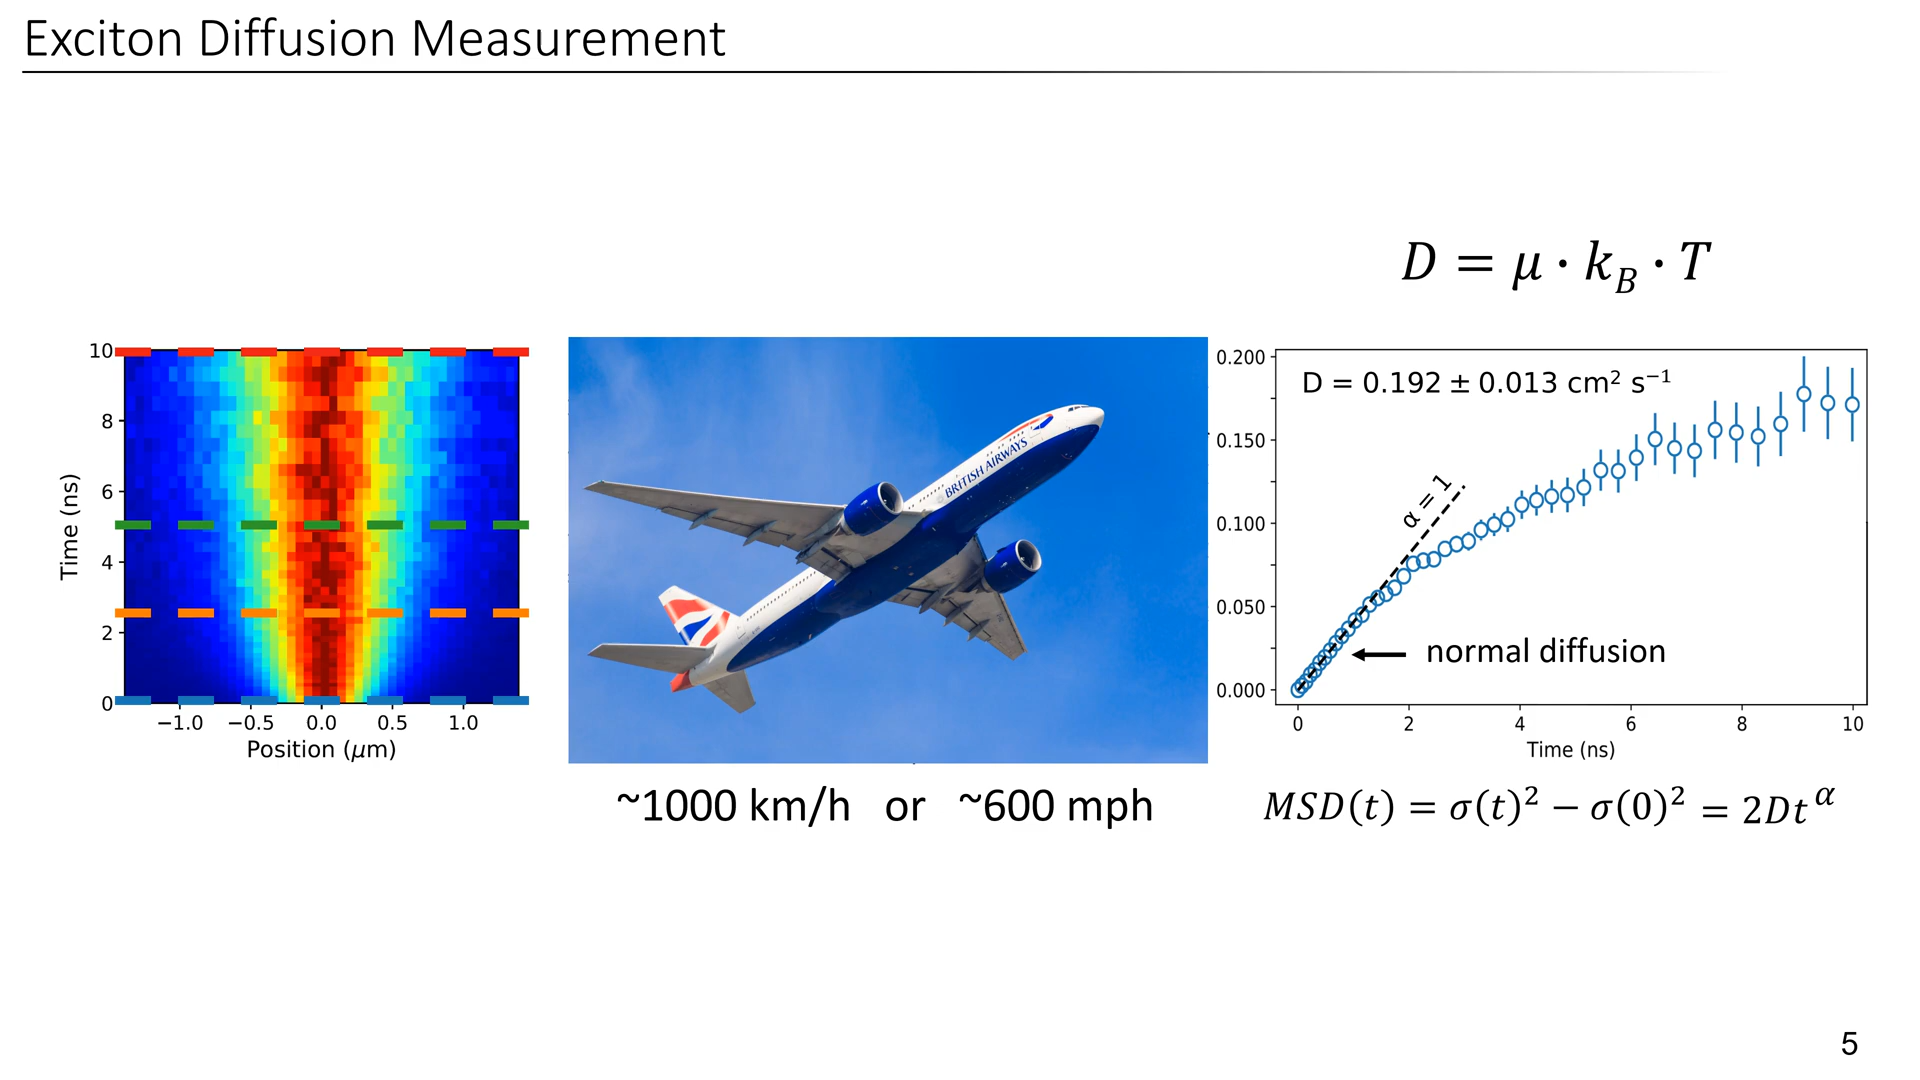 Exciton Diffusion Measurement
D = μ · k_B · T
10
8
6
4
2
0
Time (ns)
−1.0 −0.5 0.0 0.5 1.0
Position (μm)
BRITISH AIRWAYS
~1000 km/h or ~600 mph
0.200
0.150
0.100
0.050
0.000
D = 0.192 ± 0.013 cm² s⁻¹
α = 1
normal diffusion
0 2 4 6 8 10
Time (ns)
MSD(t) = σ(t)² − σ(0)² = 2Dt^α
5